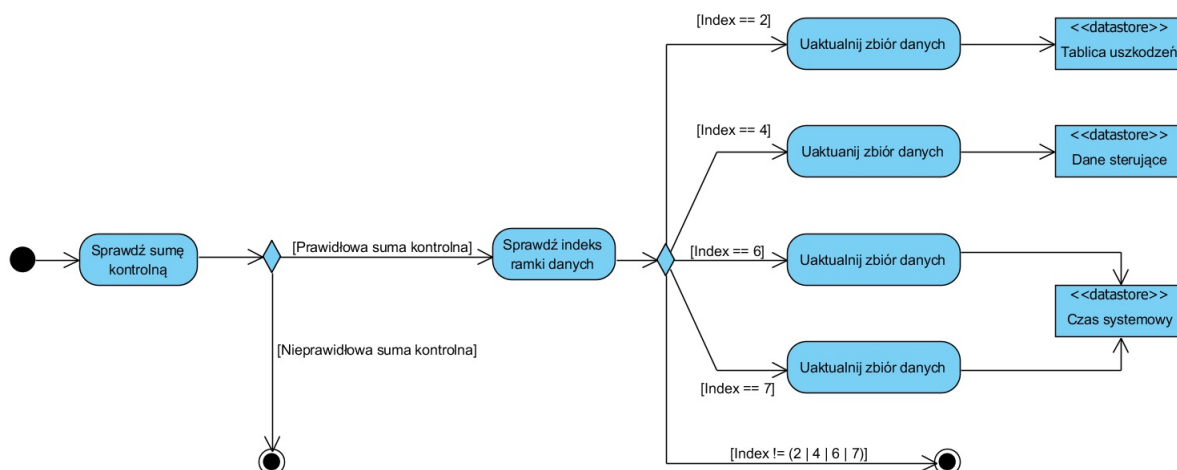 [Index == 2]
Uaktualnij zbiór danych
<<datastore>>
Tablica uszkodzeń
[Index == 4]
Uaktuanij zbiór danych
<<datastore>>
Dane sterujące
Sprawdź sumę
kontrolną
[Prawidłowa suma kontrolna]
Sprawdź indeks
ramki danych
[Index == 6]
Uaktualnij zbiór danych
<<datastore>>
Czas systemowy
[Nieprawidłowa suma kontrolna]
[Index == 7]
Uaktualnij zbiór danych
[Index != (2 | 4 | 6 | 7)]